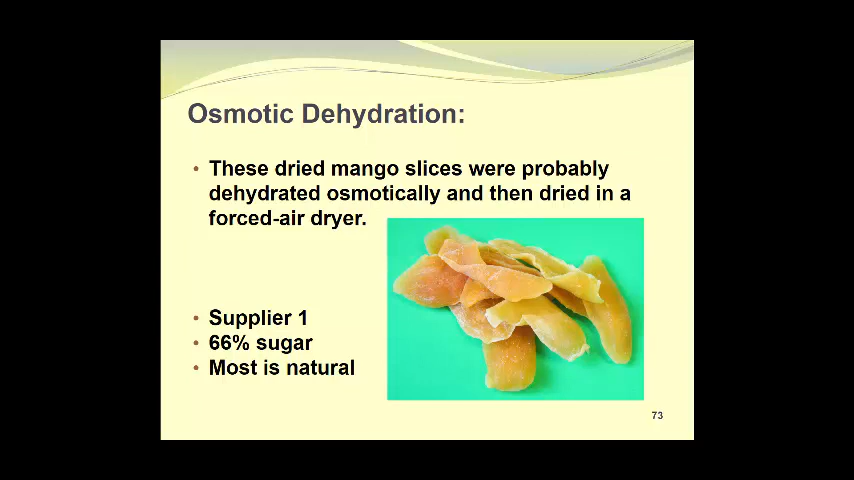 Osmotic Dehydration:
• These dried mango slices were probably
dehydrated osmotically and then dried in a
forced-air dryer.
• Supplier 1
• 66% sugar
• Most is natural
73